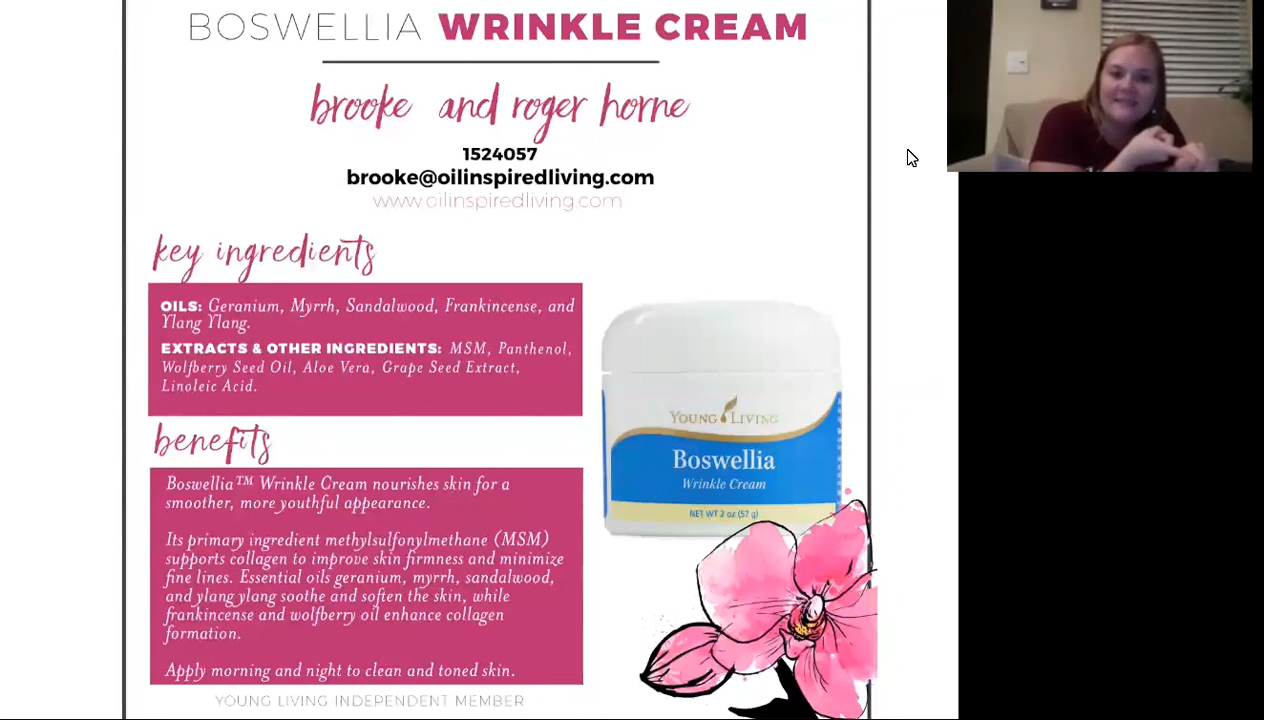 BOSWELLIA WRINKLE CREAM
brooke and roger horne
1524057
brooke@oilinspiredliving.com
www.oilinspiredliving.com
key ingredients
OILS: Geranium, Myrrh, Sandalwood, Frankincense, and
Ylang Ylang.
EXTRACTS & OTHER INGREDIENTS: MSM, Panthenol,
Wolfberry Seed Oil, Aloe Vera, Grape Seed Extract,
Linoleic Acid.
benefits
Boswellia™ Wrinkle Cream nourishes skin for a
smoother, more youthful appearance.
Its primary ingredient methylsulfonylmethane (MSM)
supports collagen to improve skin firmness and minimize
fine lines. Essential oils geranium, myrrh, sandalwood,
and ylang ylang soothe and soften the skin, while
frankincense and wolfberry oil enhance collagen
formation.
Apply morning and night to clean and toned skin.
YOUNG LIVING INDEPENDENT MEMBER
YOUNG LIVING
Boswellia
Wrinkle Cream
NET WT 2 oz (57 g)